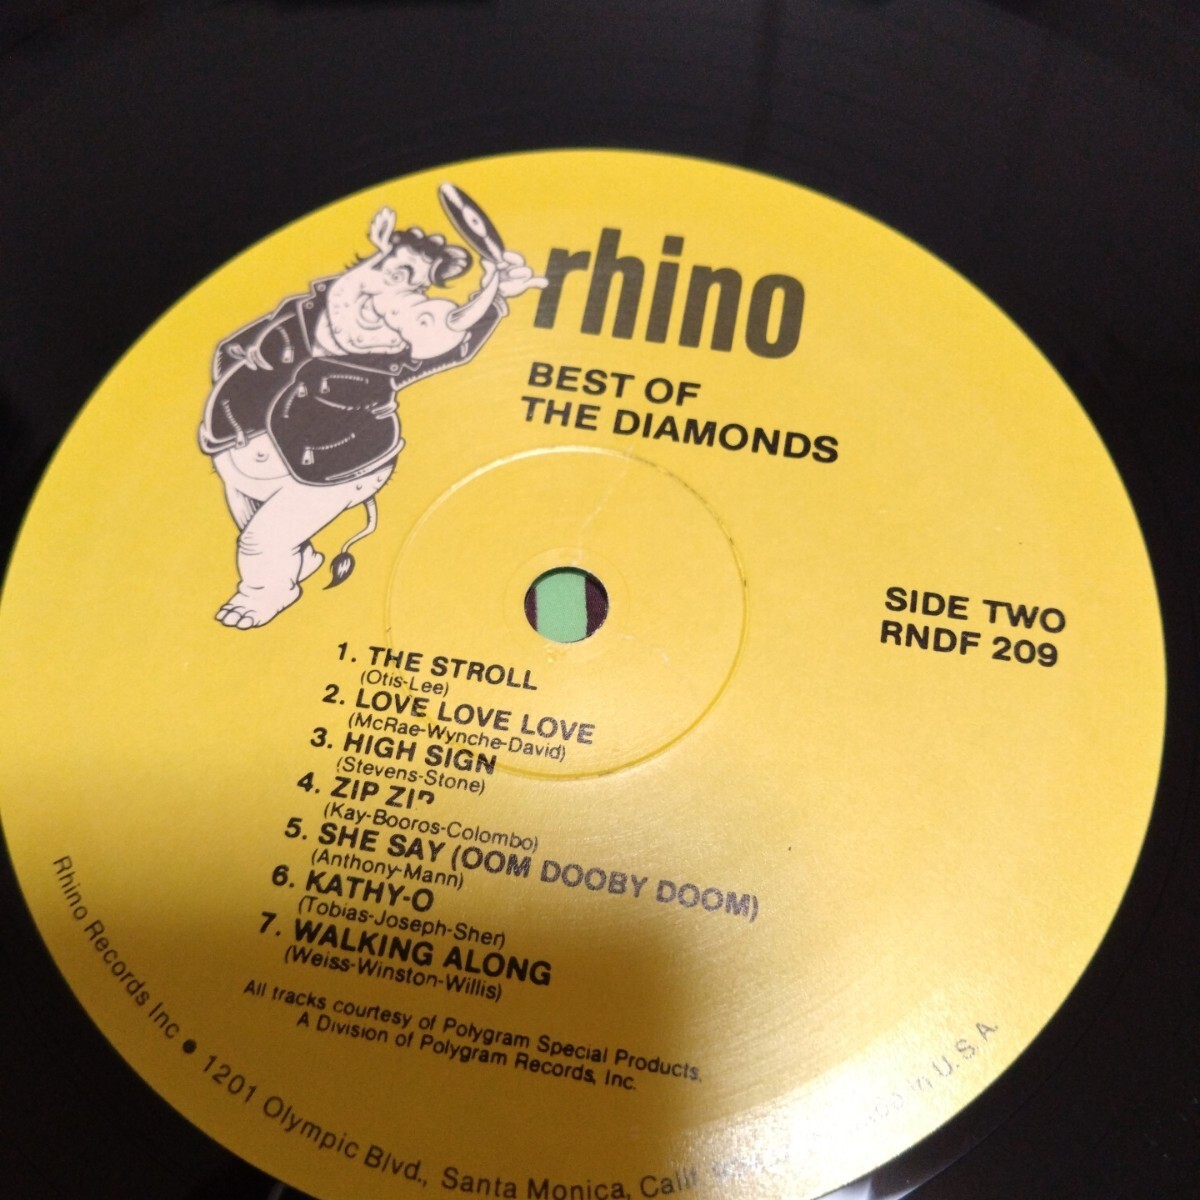 rhino
BEST OF
THE DIAMONDS
SIDE TWO
RNDF 209
1. THE STROLL
(Otis-Lee)
2. LOVE LOVE LOVE
(McRae-Wynche-David)
3. HIGH SIGN
(Stevens-Stone)
4. ZIP ZIP
(Kay-Booros-Colombo)
5. SHE SAY (OOM DOOBY DOOM)
(Anthony-Mann)
6. KATHY-O
(Tobias-Joseph-Sher)
7. WALKING ALONG
(Weiss-Winston-Willis)
All tracks courtesy of Polygram Special Products.
A Division of Polygram Records, Inc.
Rhino Records Inc • 1201 Olympic Blvd., Santa Monica, Calif. in U.S.A.